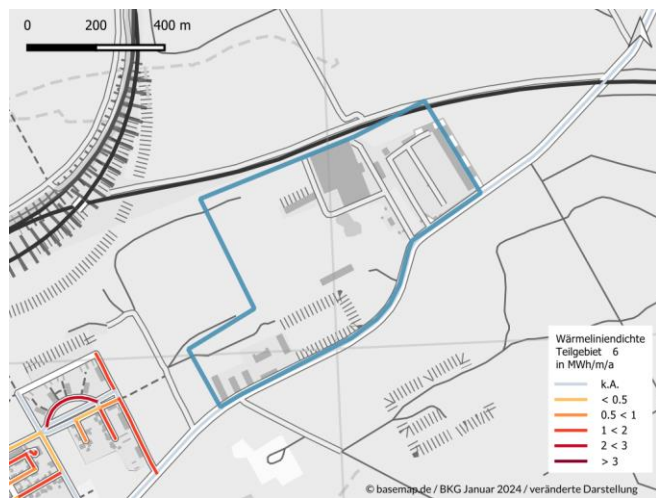 0 200 400 m
Wärmeliniendichte
Teilgebiet 6
in MWh/m/a
k.A.
< 0.5
0.5 < 1
1 < 2
2 < 3
> 3
© basemap.de / BKG Januar 2024 / veränderte Darstellung